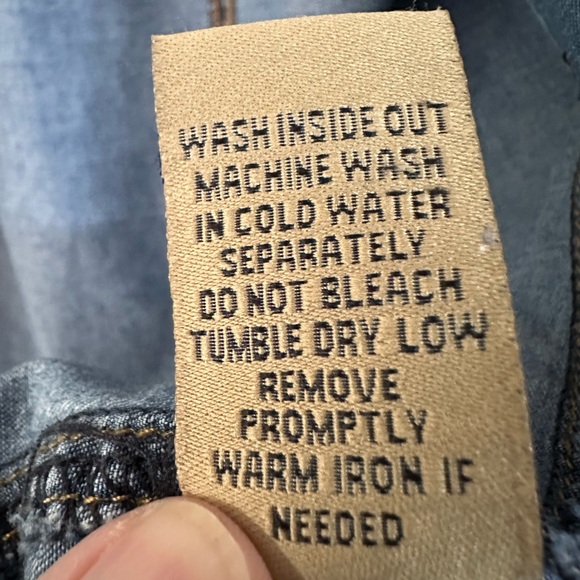 WASH INSIDE OUT
MACHINE WASH
IN COLD WATER
SEPARATELY
DO NOT BLEACH
TUMBLE DRY LOW
REMOVE
PROMPTLY
WARM IRON IF
NEEDED